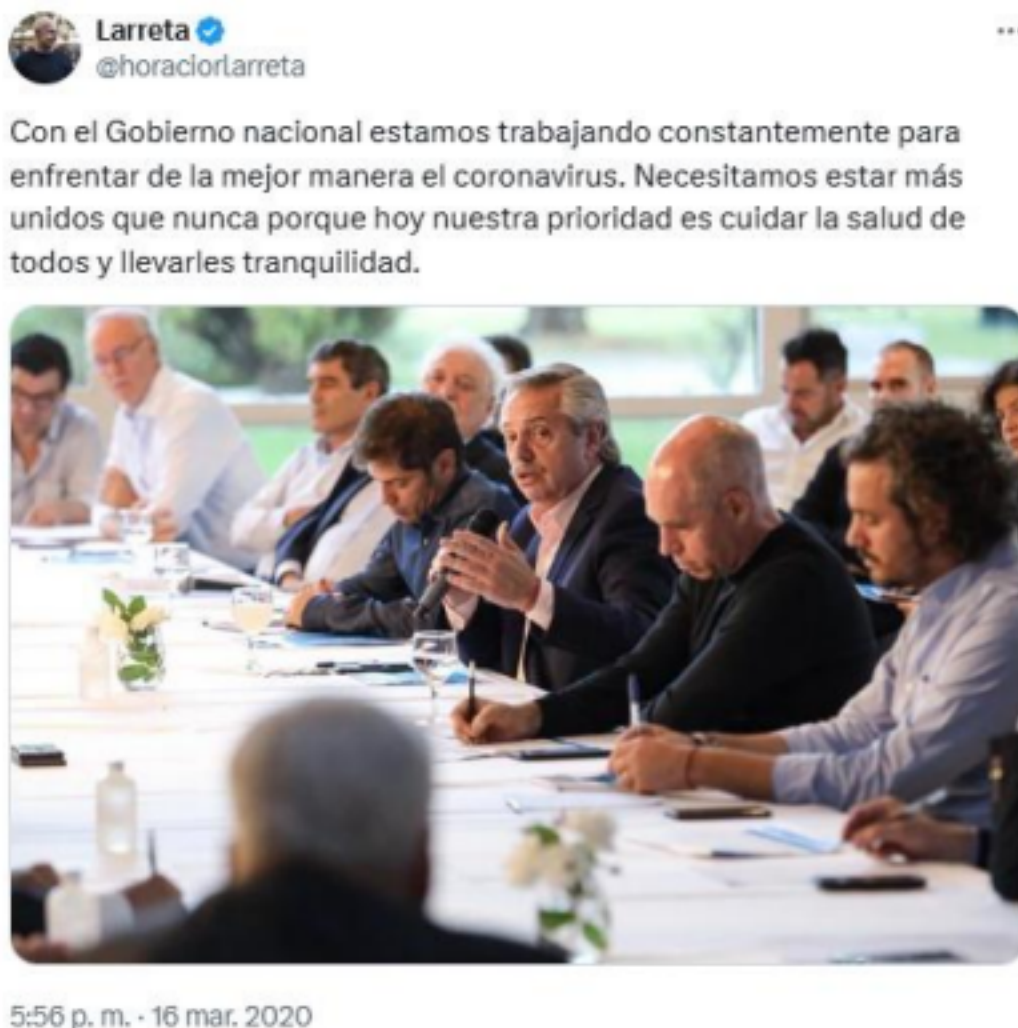 Larreta
@horaciorlarreta
Con el Gobierno nacional estamos trabajando constantemente para
enfrentar de la mejor manera el coronavirus. Necesitamos estar más
unidos que nunca porque hoy nuestra prioridad es cuidar la salud de
todos y llevarles tranquilidad.
5:56 p. m. · 16 mar. 2020